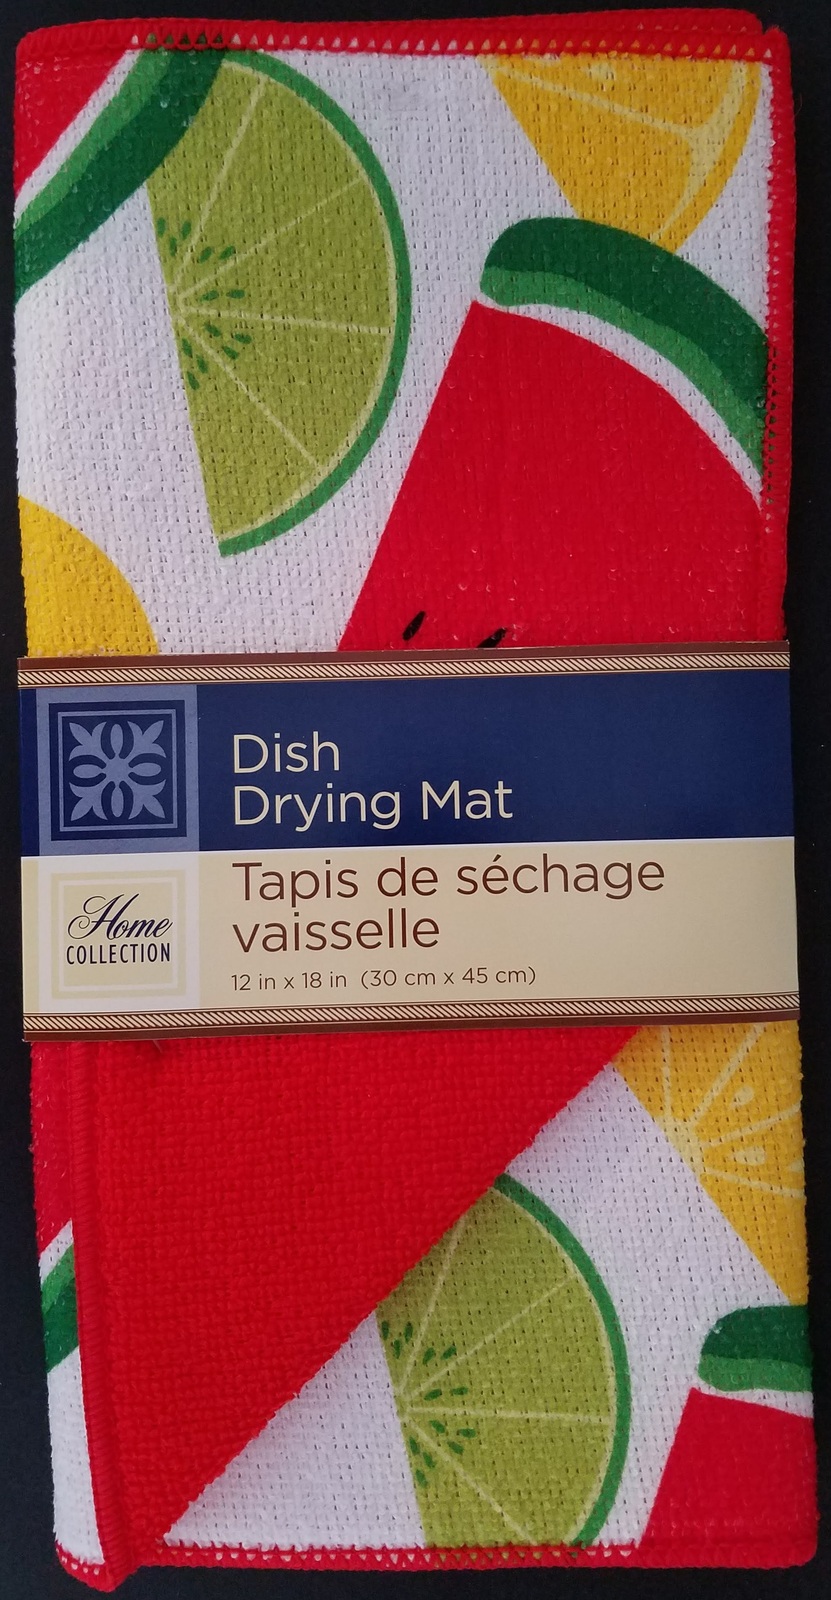 Dish
Drying Mat
Tapis de séchage
vaisselle
12 in x 18 in (30 cm x 45 cm)
Home
COLLECTION